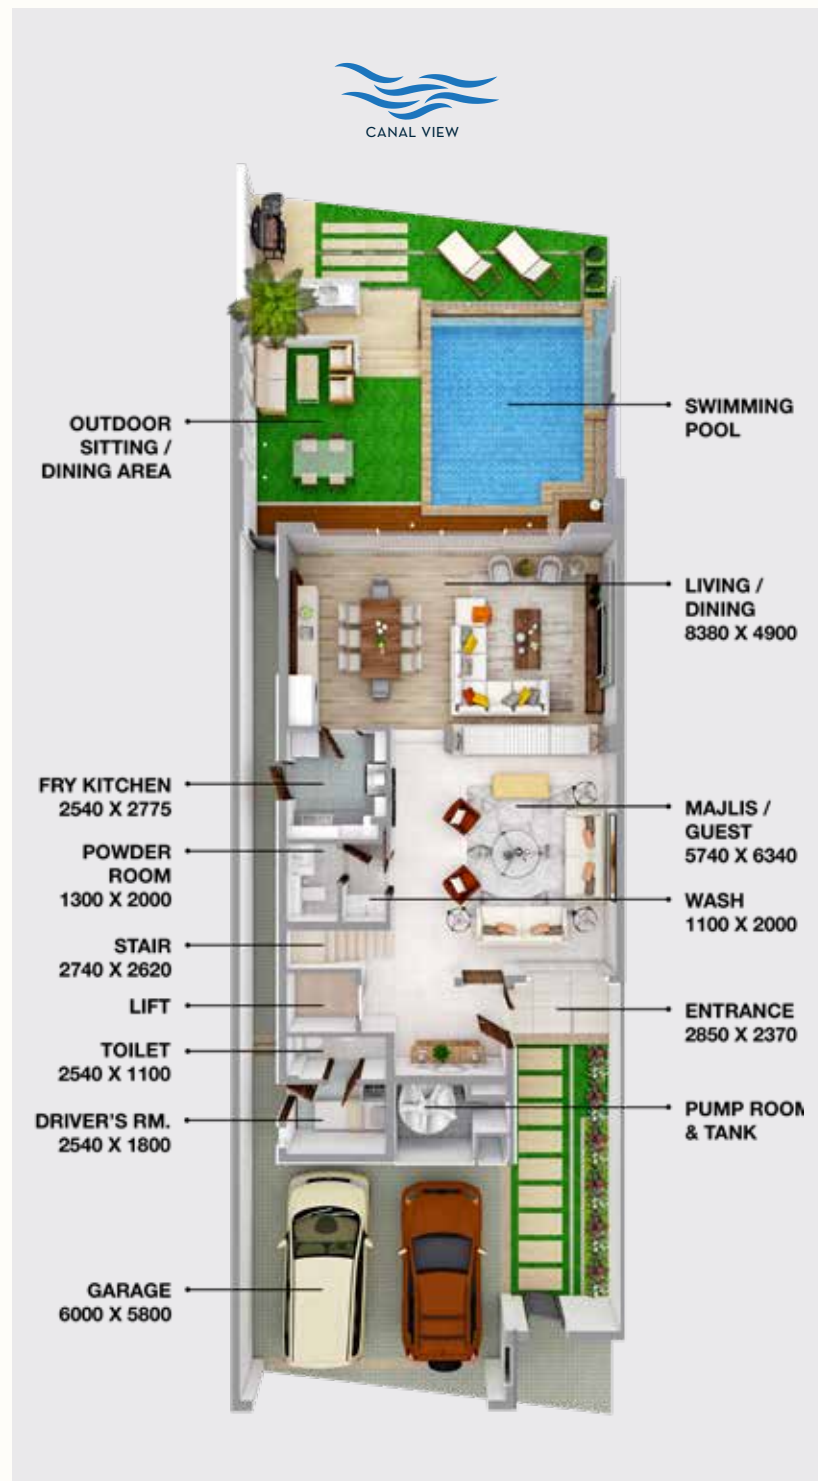 CANAL VIEW
OUTDOOR
SITTING /
DINING AREA
SWIMMING
POOL
LIVING /
DINING
8380 X 4900
FRY KITCHEN
2540 X 2775
MAJLIS /
GUEST
5740 X 6340
POWDER
ROOM
1300 X 2000
WASH
1100 X 2000
STAIR
2740 X 2620
LIFT
ENTRANCE
2850 X 2370
TOILET
2540 X 1100
DRIVER'S RM.
2540 X 1800
PUMP ROOM
& TANK
GARAGE
6000 X 5800